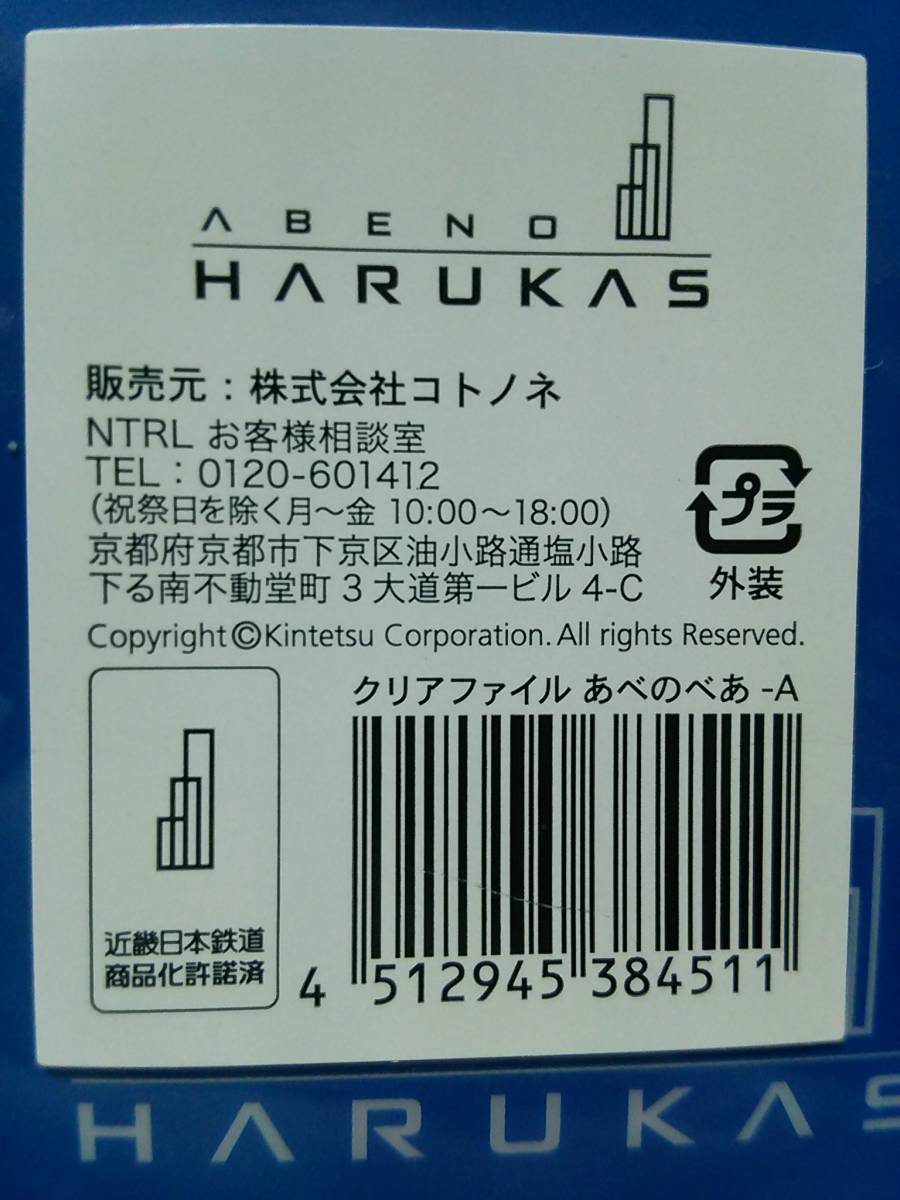 ABENO
HARUKAS
販売元：株式会社コトノネ
NTRL お客様相談室
TEL：0120-601412
（祝祭日を除く月～金 10:00～18:00）
京都府京都市下京区油小路通塩小路
下る南不動堂町 3 大道第一ビル 4-C
プラ
外装
Copyright©Kintetsu Corporation. All rights Reserved.
クリアファイル あべのべあ -A
近畿日本鉄道
商品化許諾済
4 512945 384511
HARUKAS